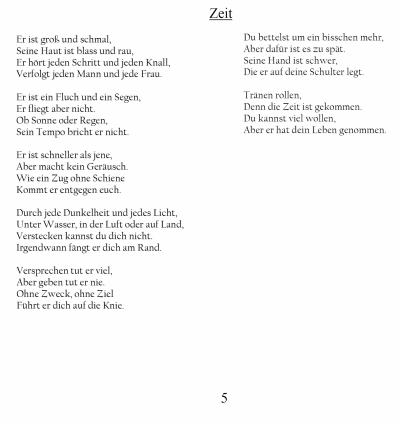 Zeit
Er ist groß und schmal,
Seine Haut ist blass und rau,
Er hört jeden Schritt und jeden Knall,
Verfolgt jeden Mann und jede Frau.
Er ist ein Fluch und ein Segen,
Er fliegt aber nicht.
Ob Sonne oder Regen,
Sein Tempo bricht er nicht.
Er ist schneller als jene,
Aber macht kein Geräusch.
Wie ein Zug ohne Schiene
Kommt er entgegen euch.
Durch jede Dunkelheit und jedes Licht,
Unter Wasser, in der Luft oder auf Land,
Verstecken kannst du dich nicht.
Irgendwann fängt er dich am Rand.
Versprechen tut er viel,
Aber geben tut er nie.
Ohne Zweck, ohne Ziel
Führt er dich auf die Knie.
Du bettelst um ein bisschen mehr,
Aber dafür ist es zu spät.
Seine Hand ist schwer,
Die er auf deine Schulter legt.
Tränen rollen,
Denn die Zeit ist gekommen.
Du kannst viel wollen,
Aber er hat dein Leben genommen.
5